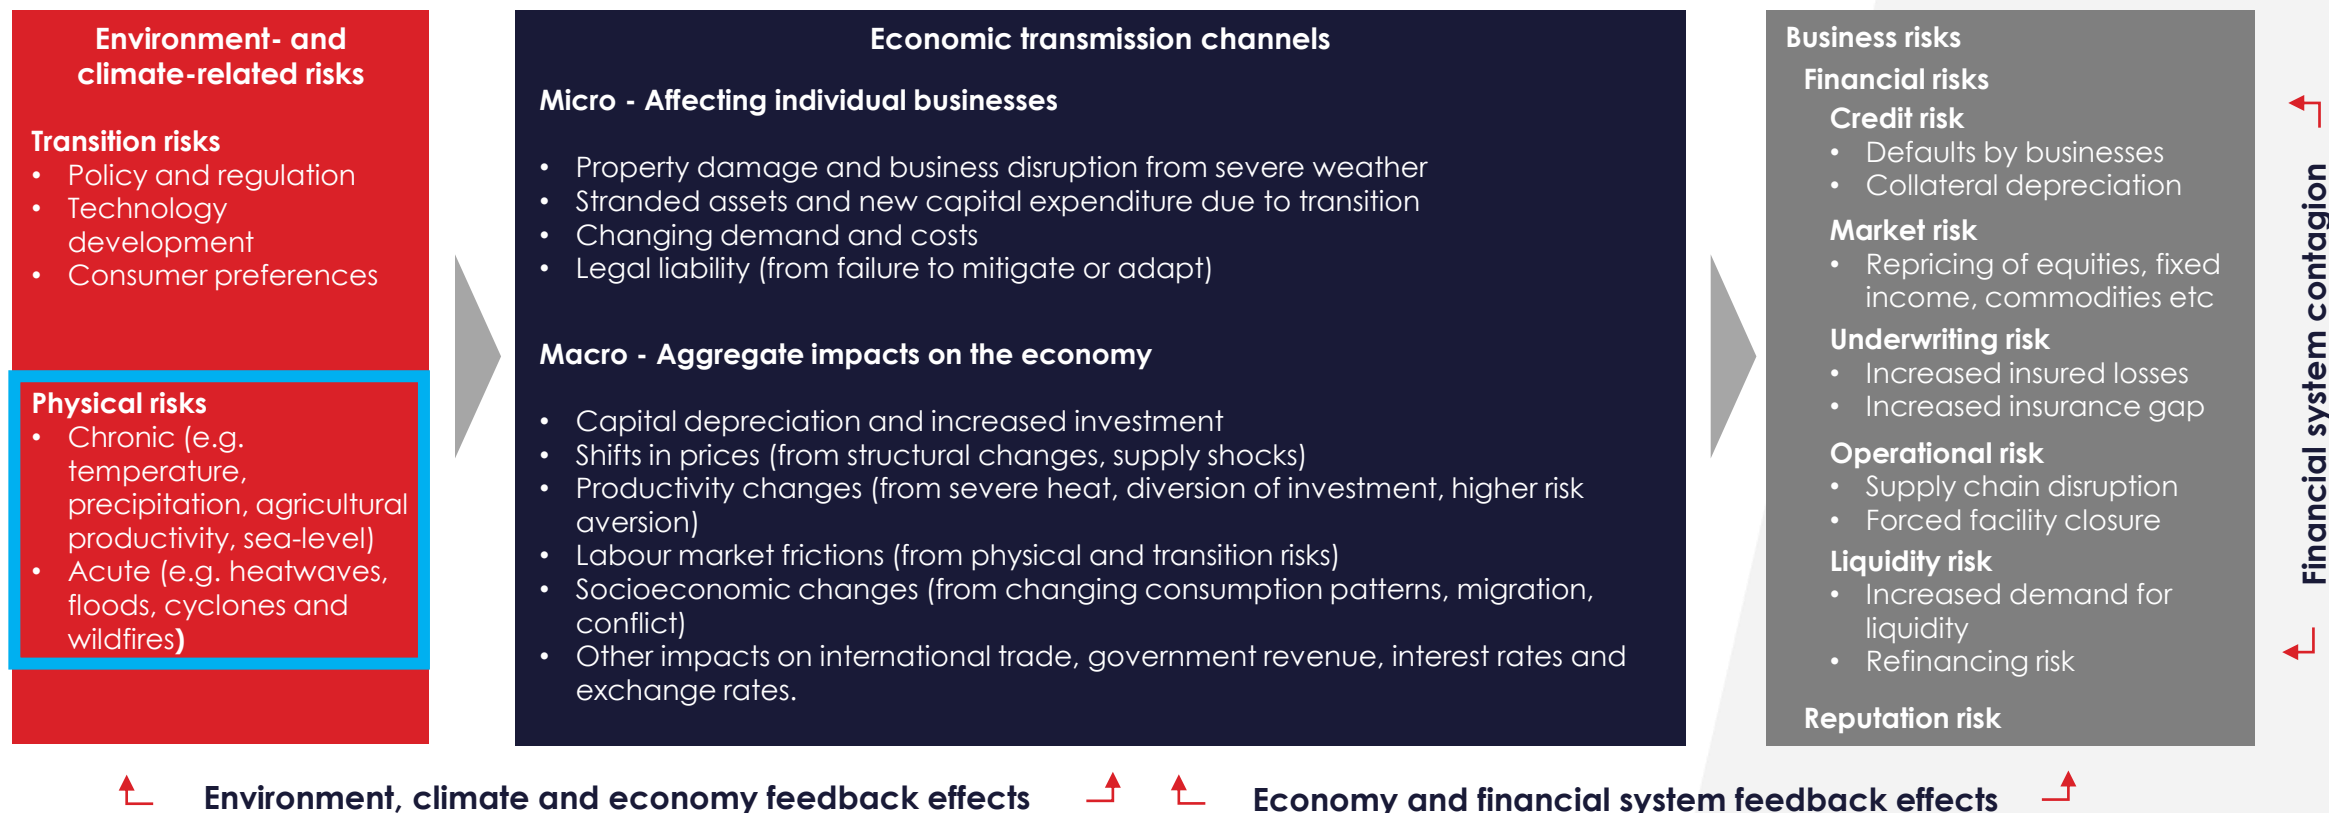 Environment- and
climate-related risks
Transition risks
• Policy and regulation
• Technology
development
• Consumer preferences
Physical risks
• Chronic (e.g.
temperature,
precipitation, agricultural
productivity, sea-level)
• Acute (e.g. heatwaves,
floods, cyclones and
wildfires)
Economic transmission channels
Micro - Affecting individual businesses
• Property damage and business disruption from severe weather
• Stranded assets and new capital expenditure due to transition
• Changing demand and costs
• Legal liability (from failure to mitigate or adapt)
Macro - Aggregate impacts on the economy
• Capital depreciation and increased investment
• Shifts in prices (from structural changes, supply shocks)
• Productivity changes (from severe heat, diversion of investment, higher risk
aversion)
• Labour market frictions (from physical and transition risks)
• Socioeconomic changes (from changing consumption patterns, migration,
conflict)
• Other impacts on international trade, government revenue, interest rates and
exchange rates.
Business risks
Financial risks
Credit risk
• Defaults by businesses
• Collateral depreciation
Market risk
• Repricing of equities, fixed
income, commodities etc
Underwriting risk
• Increased insured losses
• Increased insurance gap
Operational risk
• Supply chain disruption
• Forced facility closure
Liquidity risk
• Increased demand for
liquidity
• Refinancing risk
Reputation risk
Financial system contagion
Environment, climate and economy feedback effects
Economy and financial system feedback effects